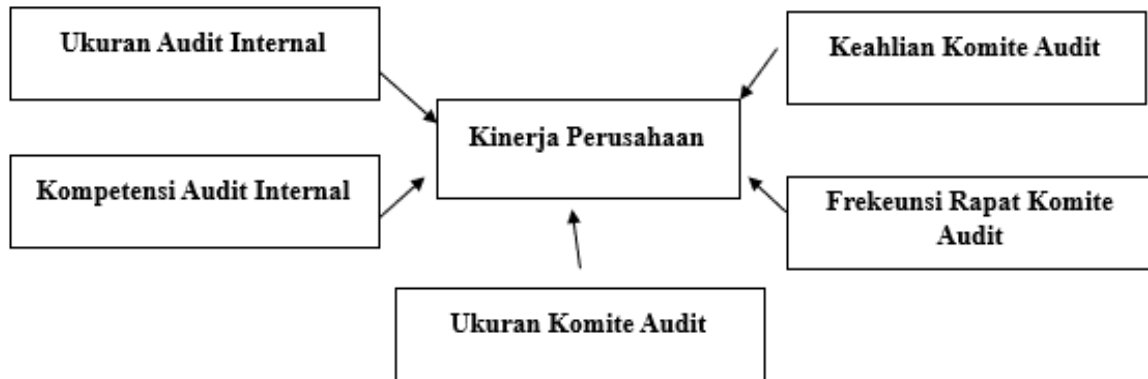 Ukuran Audit Internal
Keahlian Komite Audit
Kinerja Perusahaan
Kompetensi Audit Internal
Frekeunsi Rapat Komite
Audit
Ukuran Komite Audit